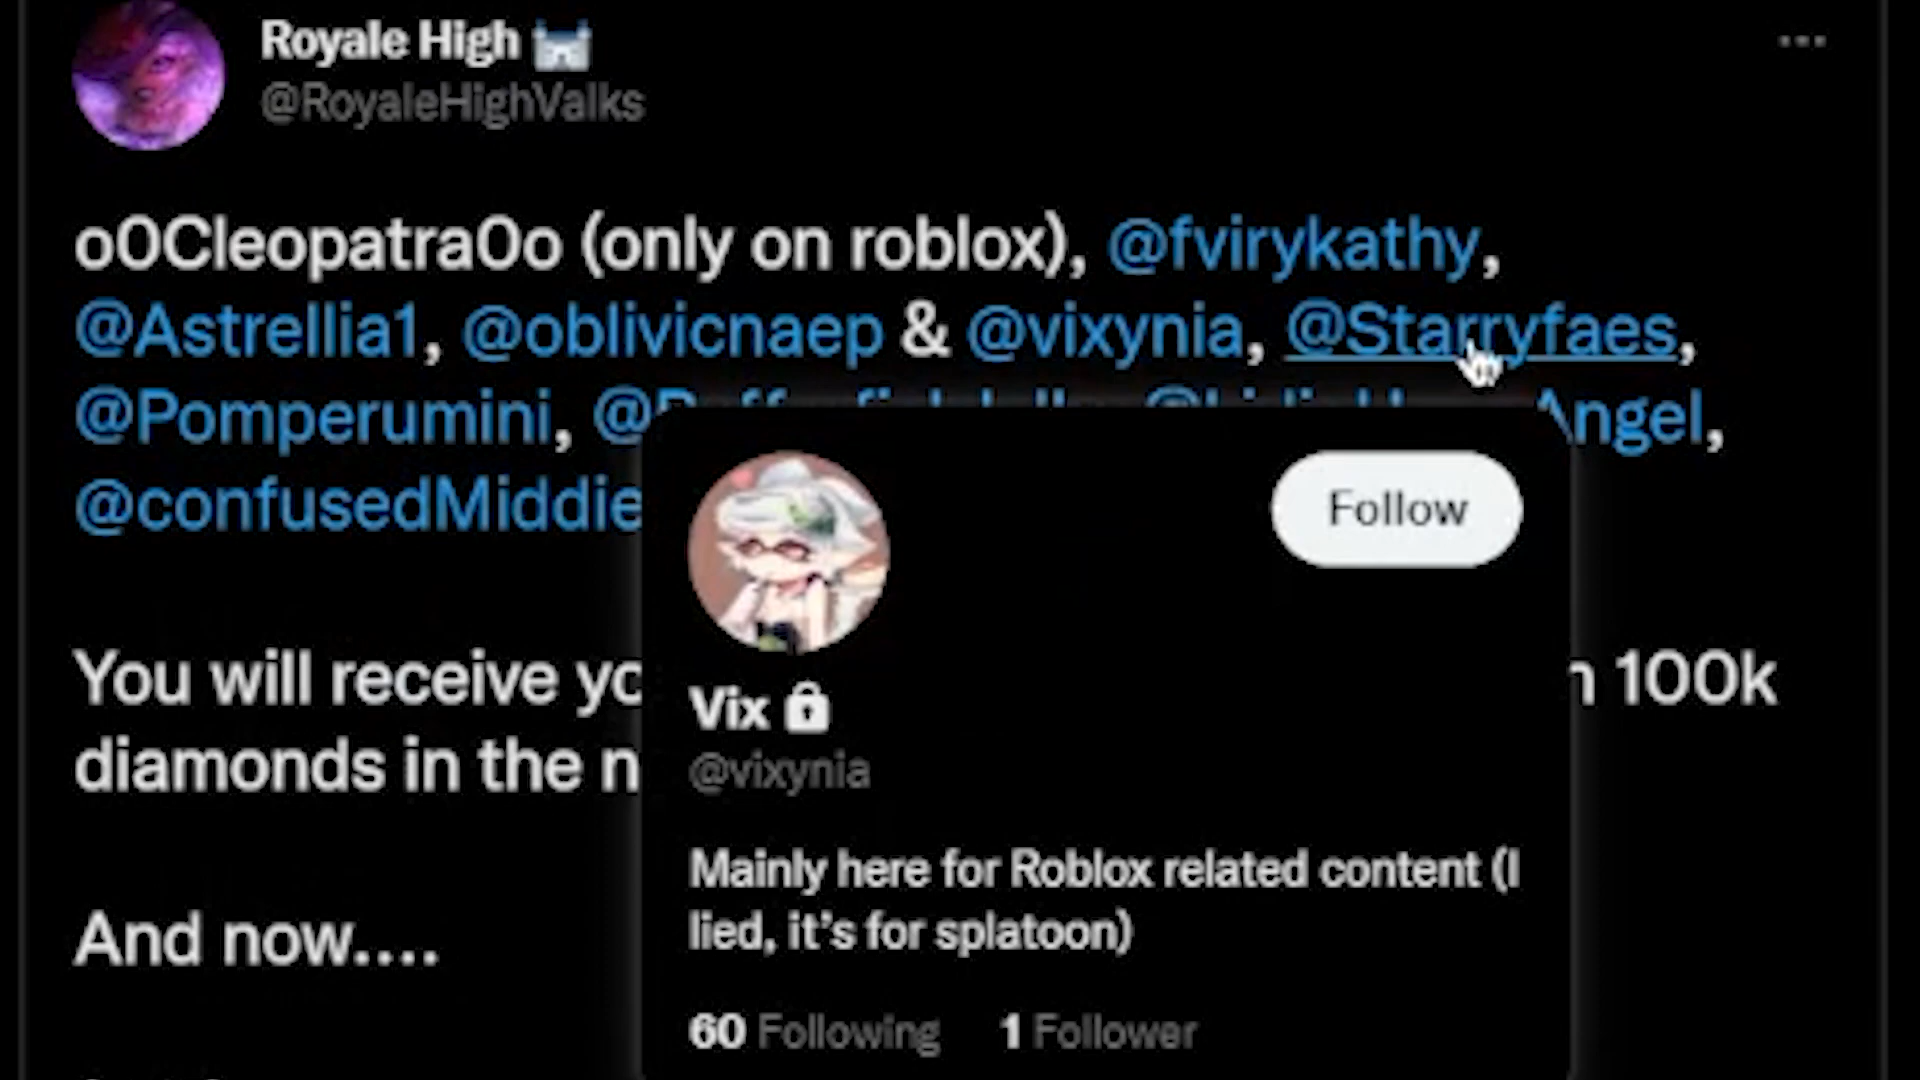 Royale High
@RoyaleHighValks
oOCleopatraOo (only on roblox), @fvirykathy,
@Astrellia1, @oblivicnaep & @vixynia, @Starryfaes,
@Pomperumini, Angel,
@confusedMiddie
You will receive 100k
diamonds in the
And now....
Follow
Vix
@vixynia
Mainly here for Roblox related content (I
lied, it's for splatoon)
60 Following 1 Follower